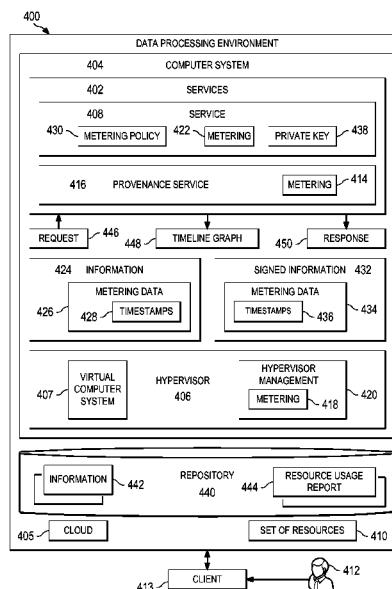 400
DATA PROCESSING ENVIRONMENT
404 COMPUTER SYSTEM
402 SERVICES
408 SERVICE
430 METERING POLICY 422 METERING PRIVATE KEY 438
416 PROVENANCE SERVICE METERING 414
REQUEST 446 TIMELINE GRAPH RESPONSE
448 450
424 INFORMATION SIGNED INFORMATION 432
METERING DATA METERING DATA
426 428 TIMESTAMPS TIMESTAMPS 436 434
HYPERVISOR
MANAGEMENT
407 VIRTUAL COMPUTER SYSTEM HYPERVISOR 406 METERING 418 420
INFORMATION 442 REPOSITORY 440 444 RESOURCE USAGE REPORT
405 CLOUD SET OF RESOURCES 410
412
413 CLIENT